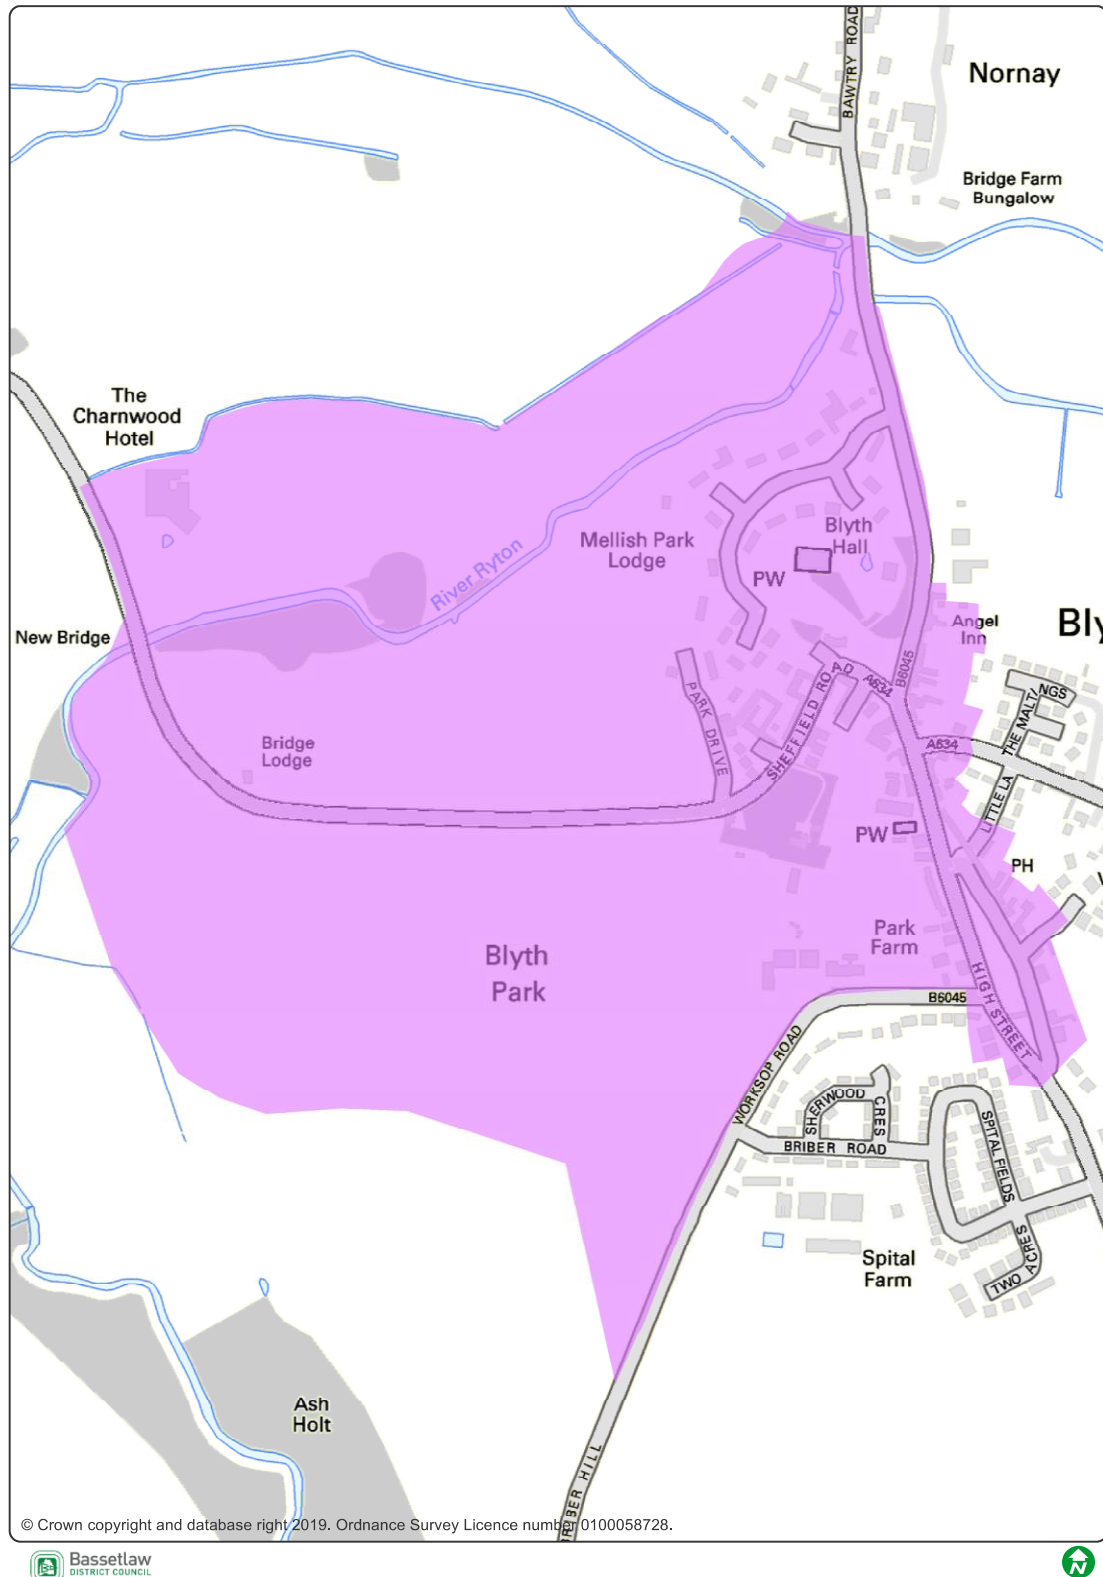 BAWTRY ROAD
Nornay
Bridge Farm
Bungalow
The
Charnwood
Hotel
River Ryton
Mellish Park
Lodge
Blyth
Hall
PW
New Bridge
Angel
Inn
Bly
B6045
A634
SHEFFIELD ROAD
PARK DRIVE
THE MALTINGS
A634
Bridge
Lodge
LITTLE LA
PW
PH
Park
Farm
Blyth
Park
B6045
HIGH STREET
WORKSOP ROAD
SHERWOOD
CRES
BRIBER ROAD
SPITAL FIELDS
TWO ACRES
Spital
Farm
Ash
Holt
RIBER HILL
© Crown copyright and database right 2019. Ordnance Survey Licence number 0100058728.
Bassetlaw
DISTRICT COUNCIL
N